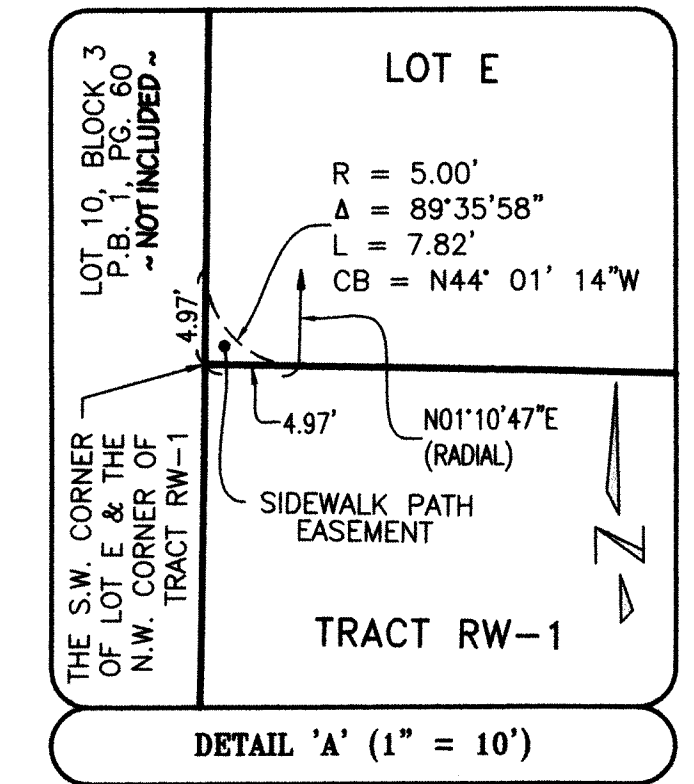 LOT 10, BLOCK 3
P.B. 1, PG. 60
~ NOT INCLUDED ~
LOT E
R = 5.00'
Δ = 89°35'58"
L = 7.82'
CB = N44° 01' 14"W
4.97'
4.97'
N01°10'47"E
(RADIAL)
SIDEWALK PATH
EASEMENT
THE S.W. CORNER
OF LOT E & THE
N.W. CORNER OF
TRACT RW-1
N
TRACT RW-1
DETAIL 'A' (1" = 10')